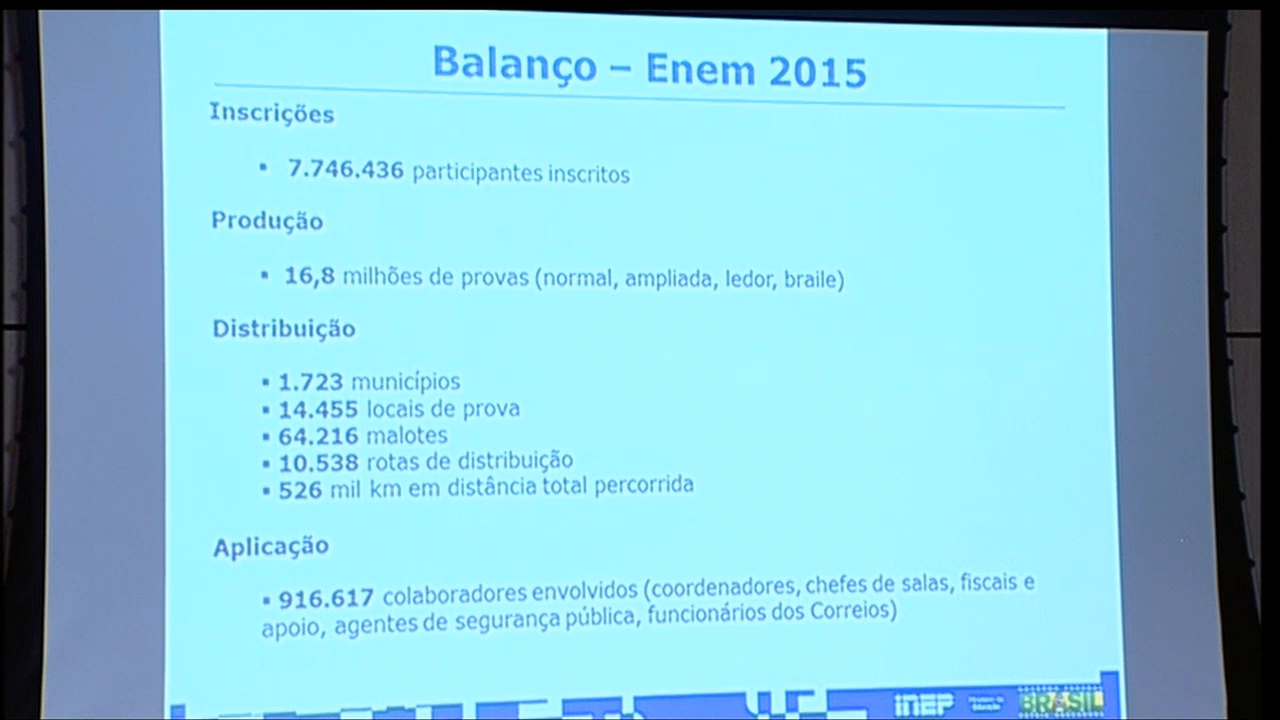 Balanço – Enem 2015
Inscrições
▪ 7.746.436 participantes inscritos
Produção
▪ 16,8 milhões de provas (normal, ampliada, ledor, braile)
Distribuição
▪ 1.723 municípios
▪ 14.455 locais de prova
▪ 64.216 malotes
▪ 10.538 rotas de distribuição
▪ 526 mil km em distância total percorrida
Aplicação
▪ 916.617 colaboradores envolvidos (coordenadores, chefes de salas, fiscais e
apoio, agentes de segurança pública, funcionários dos Correios)
inep Ministério da Educação BRASIL